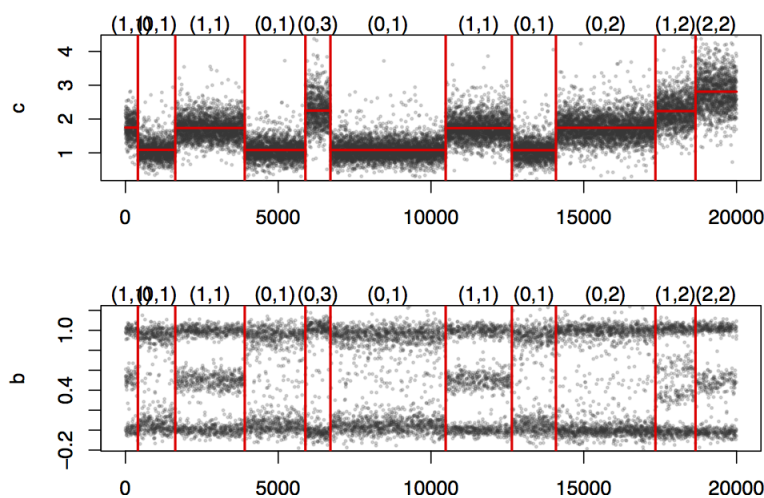 (1,1)(0,1) (1,1) (0,1) (0,3) (0,1) (1,1) (0,1) (0,2) (1,2) (2,2)
4
3
2
1
c
0 5000 10000 15000 20000
(1,1)(0,1) (1,1) (0,1) (0,3) (0,1) (1,1) (0,1) (0,2) (1,2) (2,2)
1.0
0.4
−0.2
b
0 5000 10000 15000 20000